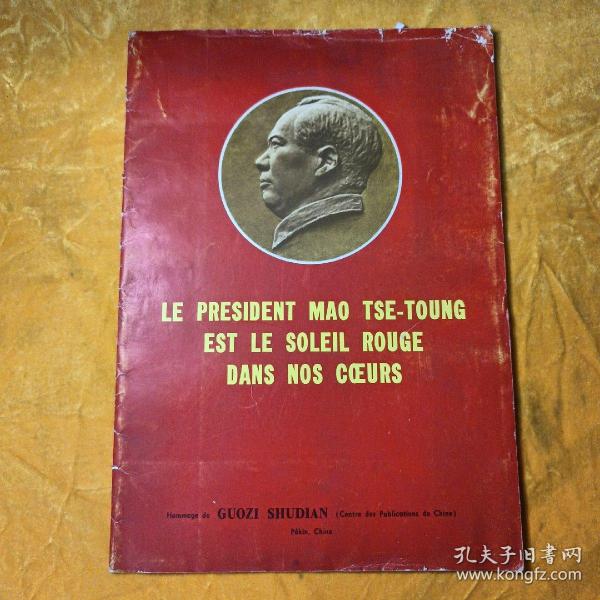 LE PRESIDENT MAO TSE-TOUNG
EST LE SOLEIL ROUGE
DANS NOS CŒURS
Hommage de GUOZI SHUDIAN (Centre des Publications de Chine)
Pékin, China
孔夫子旧书网
www.kongfz.com